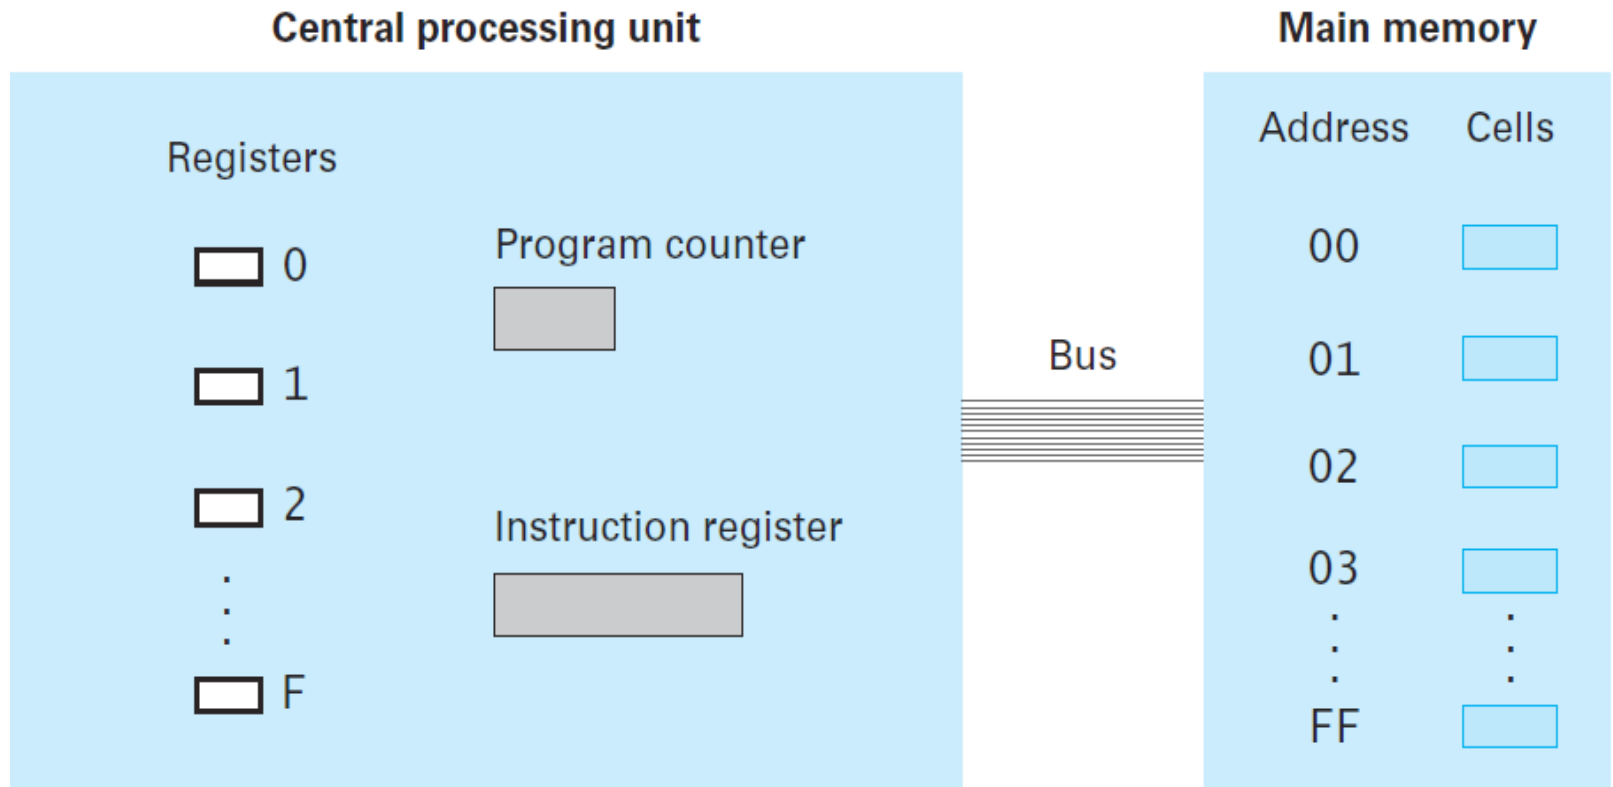 Central processing unit
Registers
0
1
2
F
Program counter
Instruction register
Bus
Main memory
Address Cells
00
01
02
03
FF